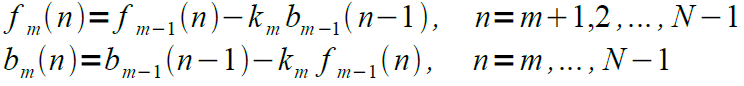 f_m(n)=f_{m−1}(n)−k_m b_{m−1}(n−1), n=m+1,2,..., N−1
b_m(n)=b_{m−1}(n−1)−k_m f_{m−1}(n), n=m,..., N−1